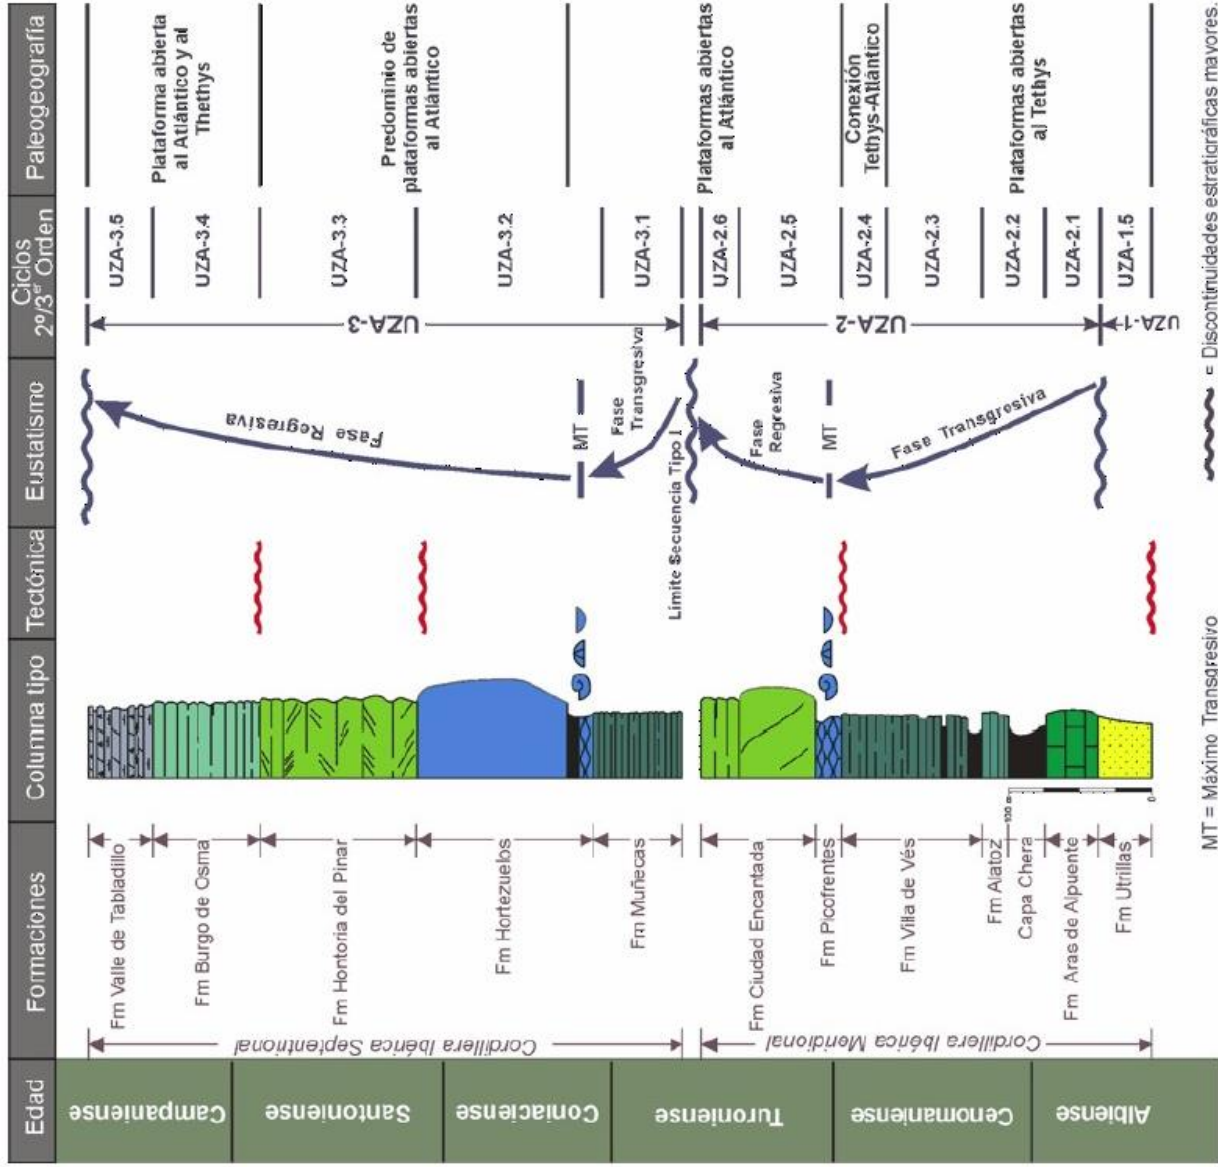 Edad
Formaciones
Columna tipo
Tectónica
Eustatismo
Ciclos
2º/3er Orden
Paleogeografía
Campaniense
Santoniense
Coniaciense
Turoniense
Cenomaniense
Albiense
Cordillera Ibérica Septentrional
Cordillera Ibérica Meridional
Fm Valle de Tabladillo
Fm Burgo de Osma
Fm Hontoria del Pinar
Fm Hortezuelos
Fm Muñecas
Fm Ciudad Encantada
Fm Picofrentes
Fm Villa de Vés
Fm Alatoz
Capa Chera
Fm Aras de Alpuente
Fm Utrillas
0
Fase Regresiva
MT
Fase
Transgresiva
Límite Secuencia Tipo I
Fase
Regresiva
MT
Fase Transgresiva
UZA-3
UZA-2
UZA-1
UZA-3.5
UZA-3.4
UZA-3.3
UZA-3.2
UZA-3.1
UZA-2.6
UZA-2.5
UZA-2.4
UZA-2.3
UZA-2.2
UZA-2.1
UZA-1.5
Plataforma abierta
al Atlántico y al
Thethys
Predominio de
plataformas abiertas
al Atlántico
Plataformas abiertas
al Atlántico
Conexión
Tethys-Atlántico
Plataformas abiertas
al Tethys
MT = Máximo Transgresivo
= Discontinuidades estratigráficas mayores.